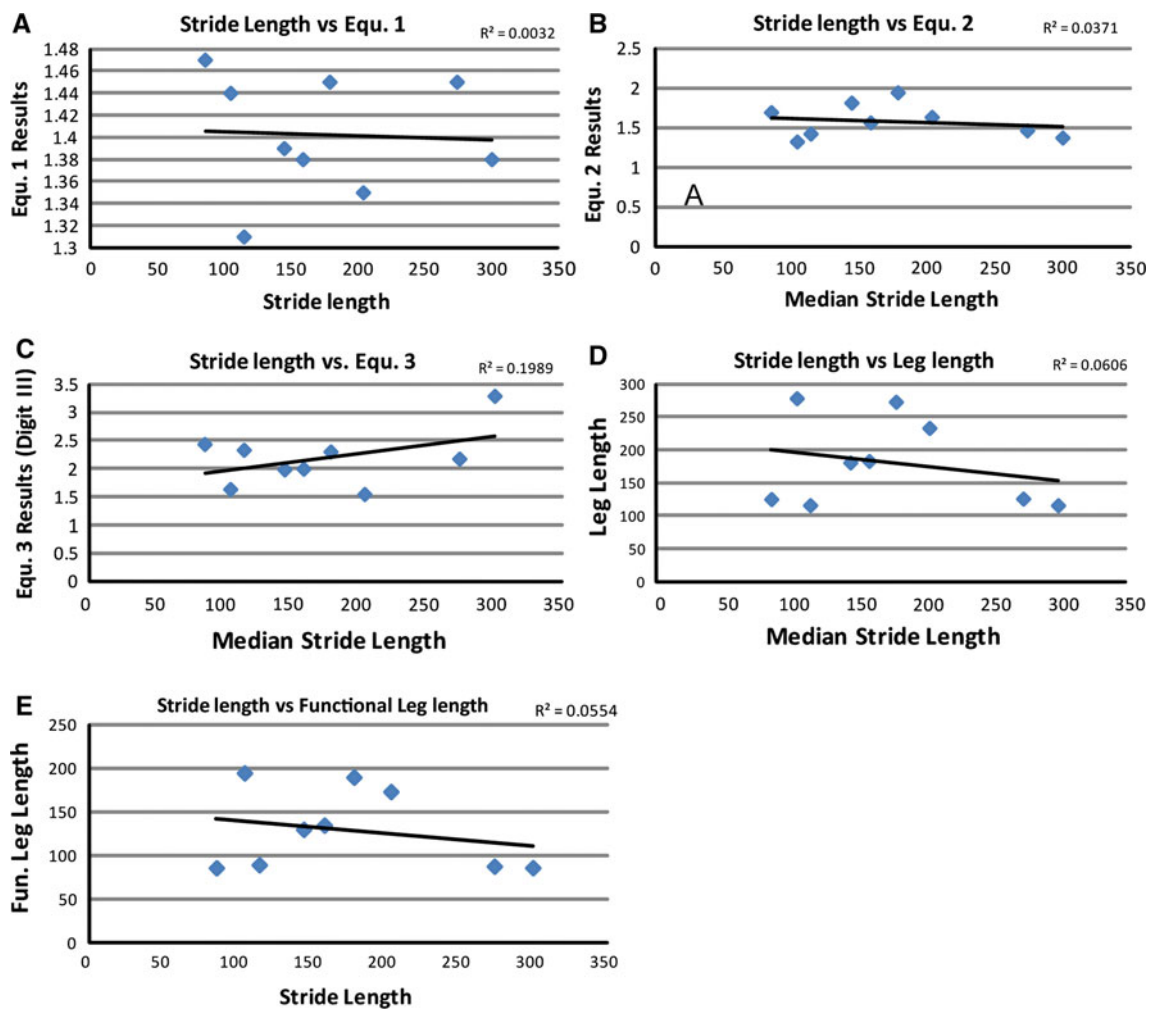 A
Stride Length vs Equ. 1
R² = 0.0032
Equ. 1 Results
1.48
1.46
1.44
1.42
1.4
1.38
1.36
1.34
1.32
1.3
0 50 100 150 200 250 300 350
Stride length
B
Stride length vs Equ. 2
R² = 0.0371
Equ. 2 Results
2.5
2
1.5
1
0.5
0
A
0 50 100 150 200 250 300 350
Median Stride Length
C
Stride length vs. Equ. 3
R² = 0.1989
Equ. 3 Results (Digit III)
3.5
3
2.5
2
1.5
1
0.5
0
0 50 100 150 200 250 300 350
Median Stride Length
D
Stride length vs Leg length
R² = 0.0606
Leg Length
300
250
200
150
100
50
0
0 50 100 150 200 250 300 350
Median Stride Length
E
Stride length vs Functional Leg length
R² = 0.0554
Fun. Leg Length
250
200
150
100
50
0
0 50 100 150 200 250 300 350
Stride Length